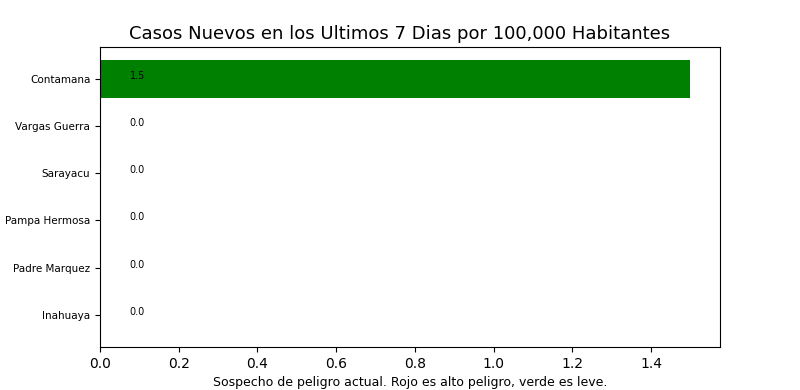 Casos Nuevos en los Ultimos 7 Dias por 100,000 Habitantes
Contamana 1.5
Vargas Guerra 0.0
Sarayacu 0.0
Pampa Hermosa 0.0
Padre Marquez 0.0
Inahuaya 0.0
0.0 0.2 0.4 0.6 0.8 1.0 1.2 1.4
Sospecho de peligro actual. Rojo es alto peligro, verde es leve.